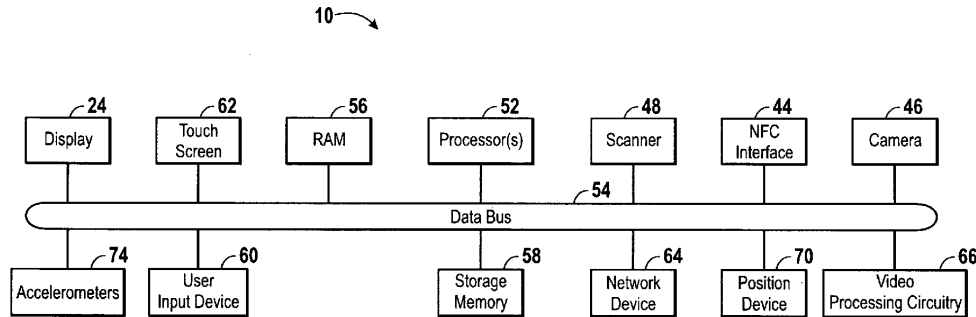 10
24 62 56 52 48 44 46
Display
Touch
Screen
RAM
Processor(s)
Scanner
NFC
Interface
Camera
54
Data Bus
74 60 58 64 70 66
Accelerometers
User
Input Device
Storage
Memory
Network
Device
Position
Device
Video
Processing Circuitry